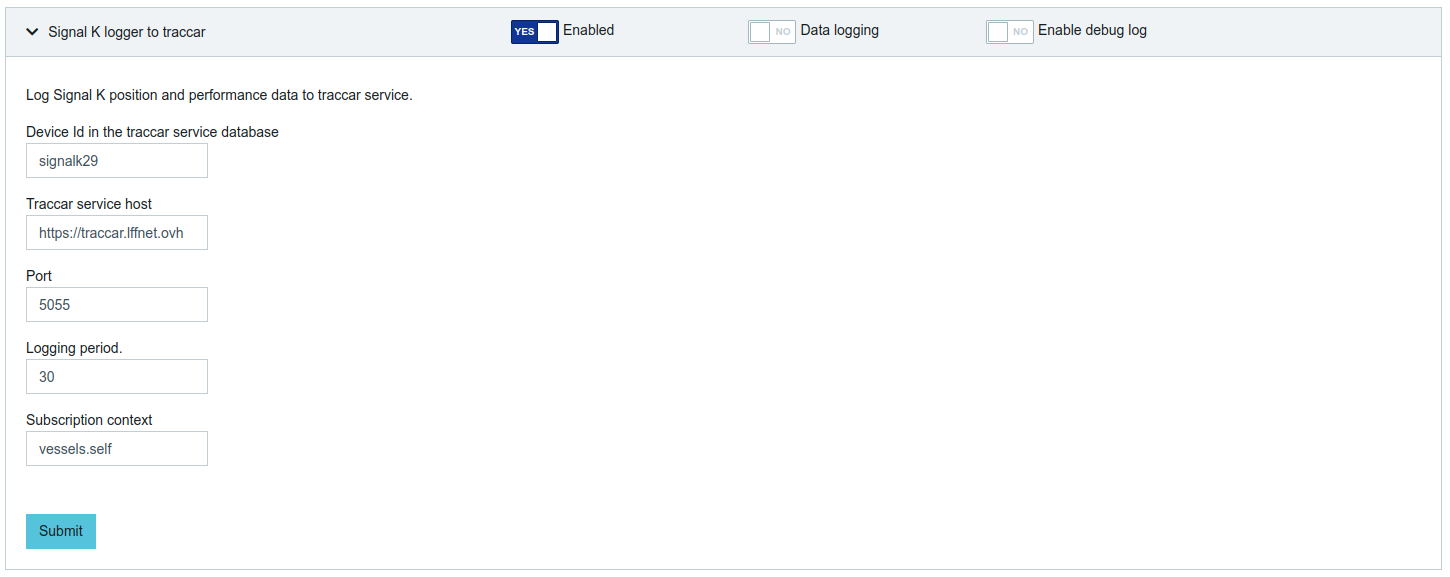 Signal K logger to traccar YES Enabled NO Data logging NO Enable debug log
Log Signal K position and performance data to traccar service.
Device Id in the traccar service database
signalk29
Traccar service host
https://traccar.lffnet.ovh
Port
5055
Logging period.
30
Subscription context
vessels.self
Submit